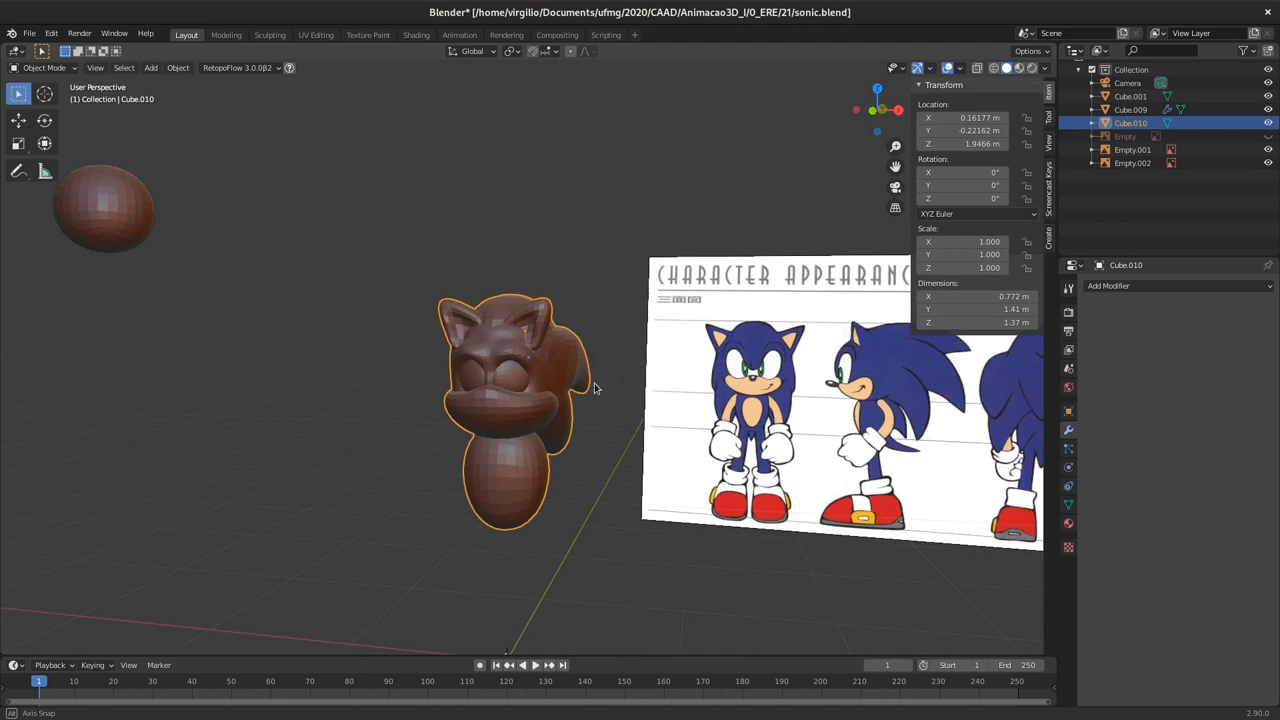 Blender* [/home/virgilio/Documents/ufmg/2020/CAAD/Animacao3D_I/0_ERE/21/sonic.blend]
File Edit Render Window Help Layout Modeling Sculpting UV Editing Texture Paint Shading Animation Rendering Compositing Scripting + Scene View Layer
Global Options
Object Mode View Select Add Object RetopoFlow 3.0.0β2
User Perspective
(1) Collection | Cube.010
Collection
Camera
Cube.001
Cube.009
Cube.010
Empty
Empty.001
Empty.002
Transform
Location:
X 0.16177 m
Y -0.22162 m
Z 1.9466 m
Rotation:
X 0°
Y 0°
Z 0°
XYZ Euler
Scale:
X 1.000
Y 1.000
Z 1.000
Dimensions:
X 0.772 m
Y 1.41 m
Z 1.37 m
Item
Tool
View
Screencast Keys
Create
Cube.010
Add Modifier
CHARACTER APPEARANC
Playback Keying View Marker 1 Start 1 End 250
1 10 20 30 40 50 60 70 80 90 100 110 120 130 140 150 160 170 180 190 200 210 220 230 240 250
Alt Axis Snap 2.90.0